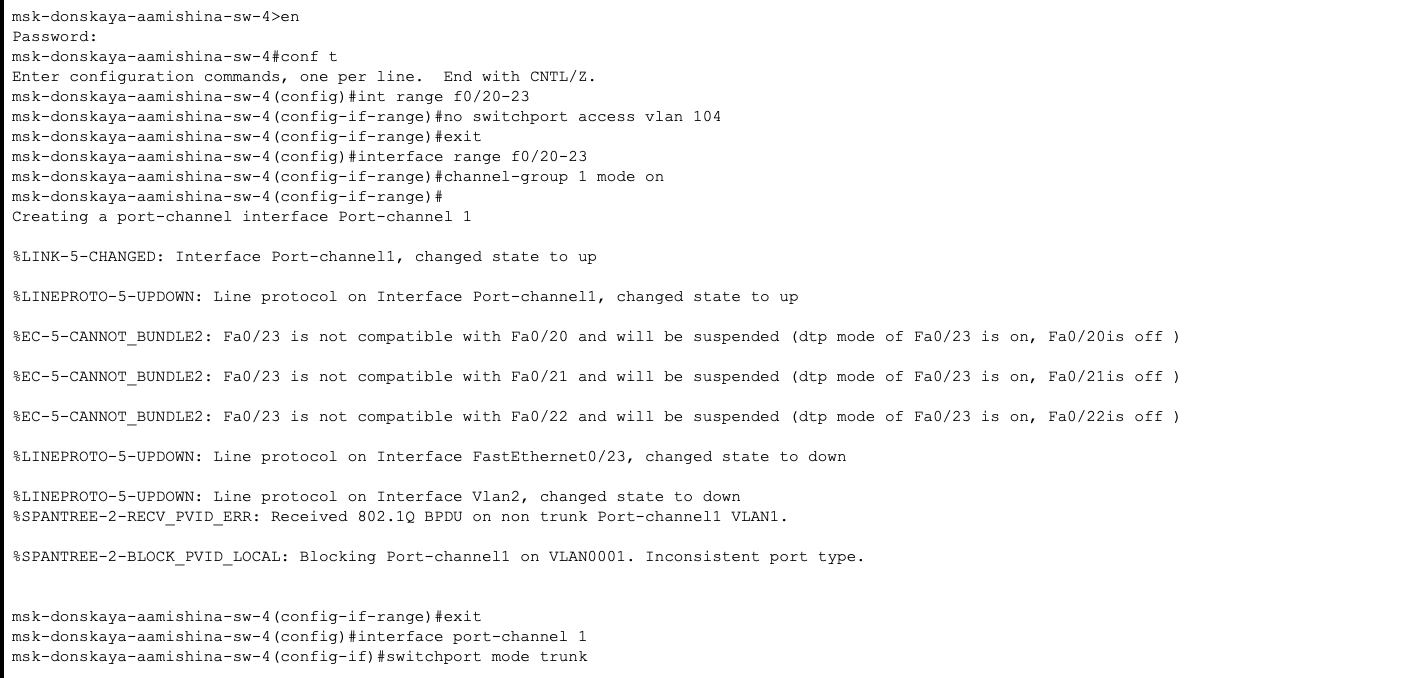 msk-donskaya-aamishina-sw-4>en
Password:
msk-donskaya-aamishina-sw-4#conf t
Enter configuration commands, one per line.  End with CNTL/Z.
msk-donskaya-aamishina-sw-4(config)#int range f0/20-23
msk-donskaya-aamishina-sw-4(config-if-range)#no switchport access vlan 104
msk-donskaya-aamishina-sw-4(config-if-range)#exit
msk-donskaya-aamishina-sw-4(config)#interface range f0/20-23
msk-donskaya-aamishina-sw-4(config-if-range)#channel-group 1 mode on
msk-donskaya-aamishina-sw-4(config-if-range)#
Creating a port-channel interface Port-channel 1
%LINK-5-CHANGED: Interface Port-channel1, changed state to up
%LINEPROTO-5-UPDOWN: Line protocol on Interface Port-channel1, changed state to up
%EC-5-CANNOT_BUNDLE2: Fa0/23 is not compatible with Fa0/20 and will be suspended (dtp mode of Fa0/23 is on, Fa0/20is off )
%EC-5-CANNOT_BUNDLE2: Fa0/23 is not compatible with Fa0/21 and will be suspended (dtp mode of Fa0/23 is on, Fa0/21is off )
%EC-5-CANNOT_BUNDLE2: Fa0/23 is not compatible with Fa0/22 and will be suspended (dtp mode of Fa0/23 is on, Fa0/22is off )
%LINEPROTO-5-UPDOWN: Line protocol on Interface FastEthernet0/23, changed state to down
%LINEPROTO-5-UPDOWN: Line protocol on Interface Vlan2, changed state to down
%SPANTREE-2-RECV_PVID_ERR: Received 802.1Q BPDU on non trunk Port-channel1 VLAN1.
%SPANTREE-2-BLOCK_PVID_LOCAL: Blocking Port-channel1 on VLAN0001. Inconsistent port type.
msk-donskaya-aamishina-sw-4(config-if-range)#exit
msk-donskaya-aamishina-sw-4(config)#interface port-channel 1
msk-donskaya-aamishina-sw-4(config-if)#switchport mode trunk